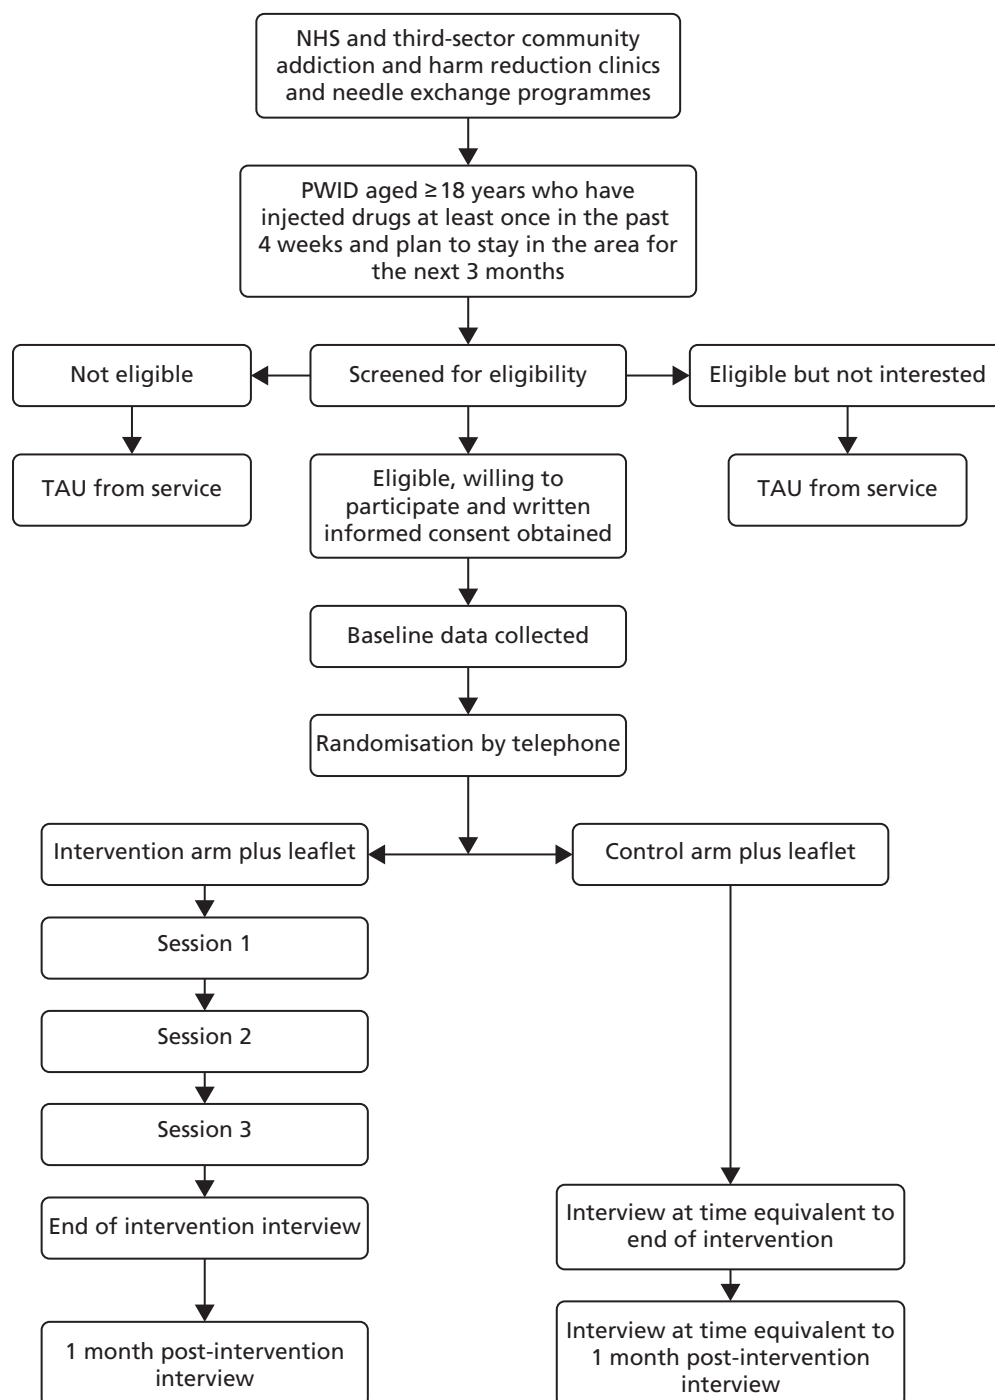 NHS and third-sector community
addiction and harm reduction clinics
and needle exchange programmes
PWID aged ≥18 years who have
injected drugs at least once in the past
4 weeks and plan to stay in the area for
the next 3 months
Not eligible
Screened for eligibility
Eligible but not interested
TAU from service
Eligible, willing to
participate and written
informed consent obtained
TAU from service
Baseline data collected
Randomisation by telephone
Intervention arm plus leaflet
Control arm plus leaflet
Session 1
Session 2
Session 3
End of intervention interview
Interview at time equivalent to
end of intervention
1 month post-intervention
interview
Interview at time equivalent to
1 month post-intervention
interview